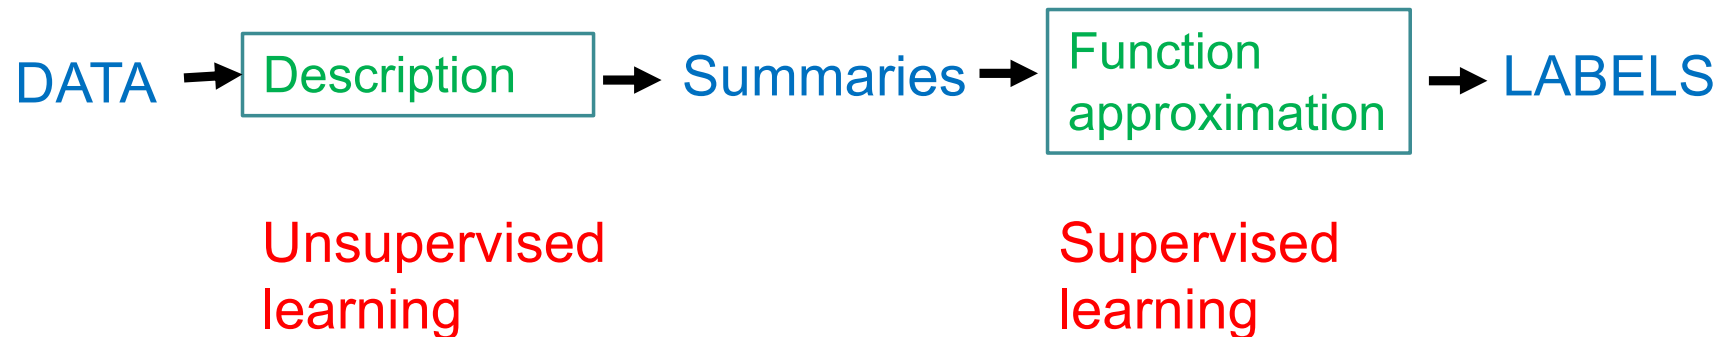 DATA
Description
Summaries
Function
approximation
LABELS
Unsupervised
learning
Supervised
learning